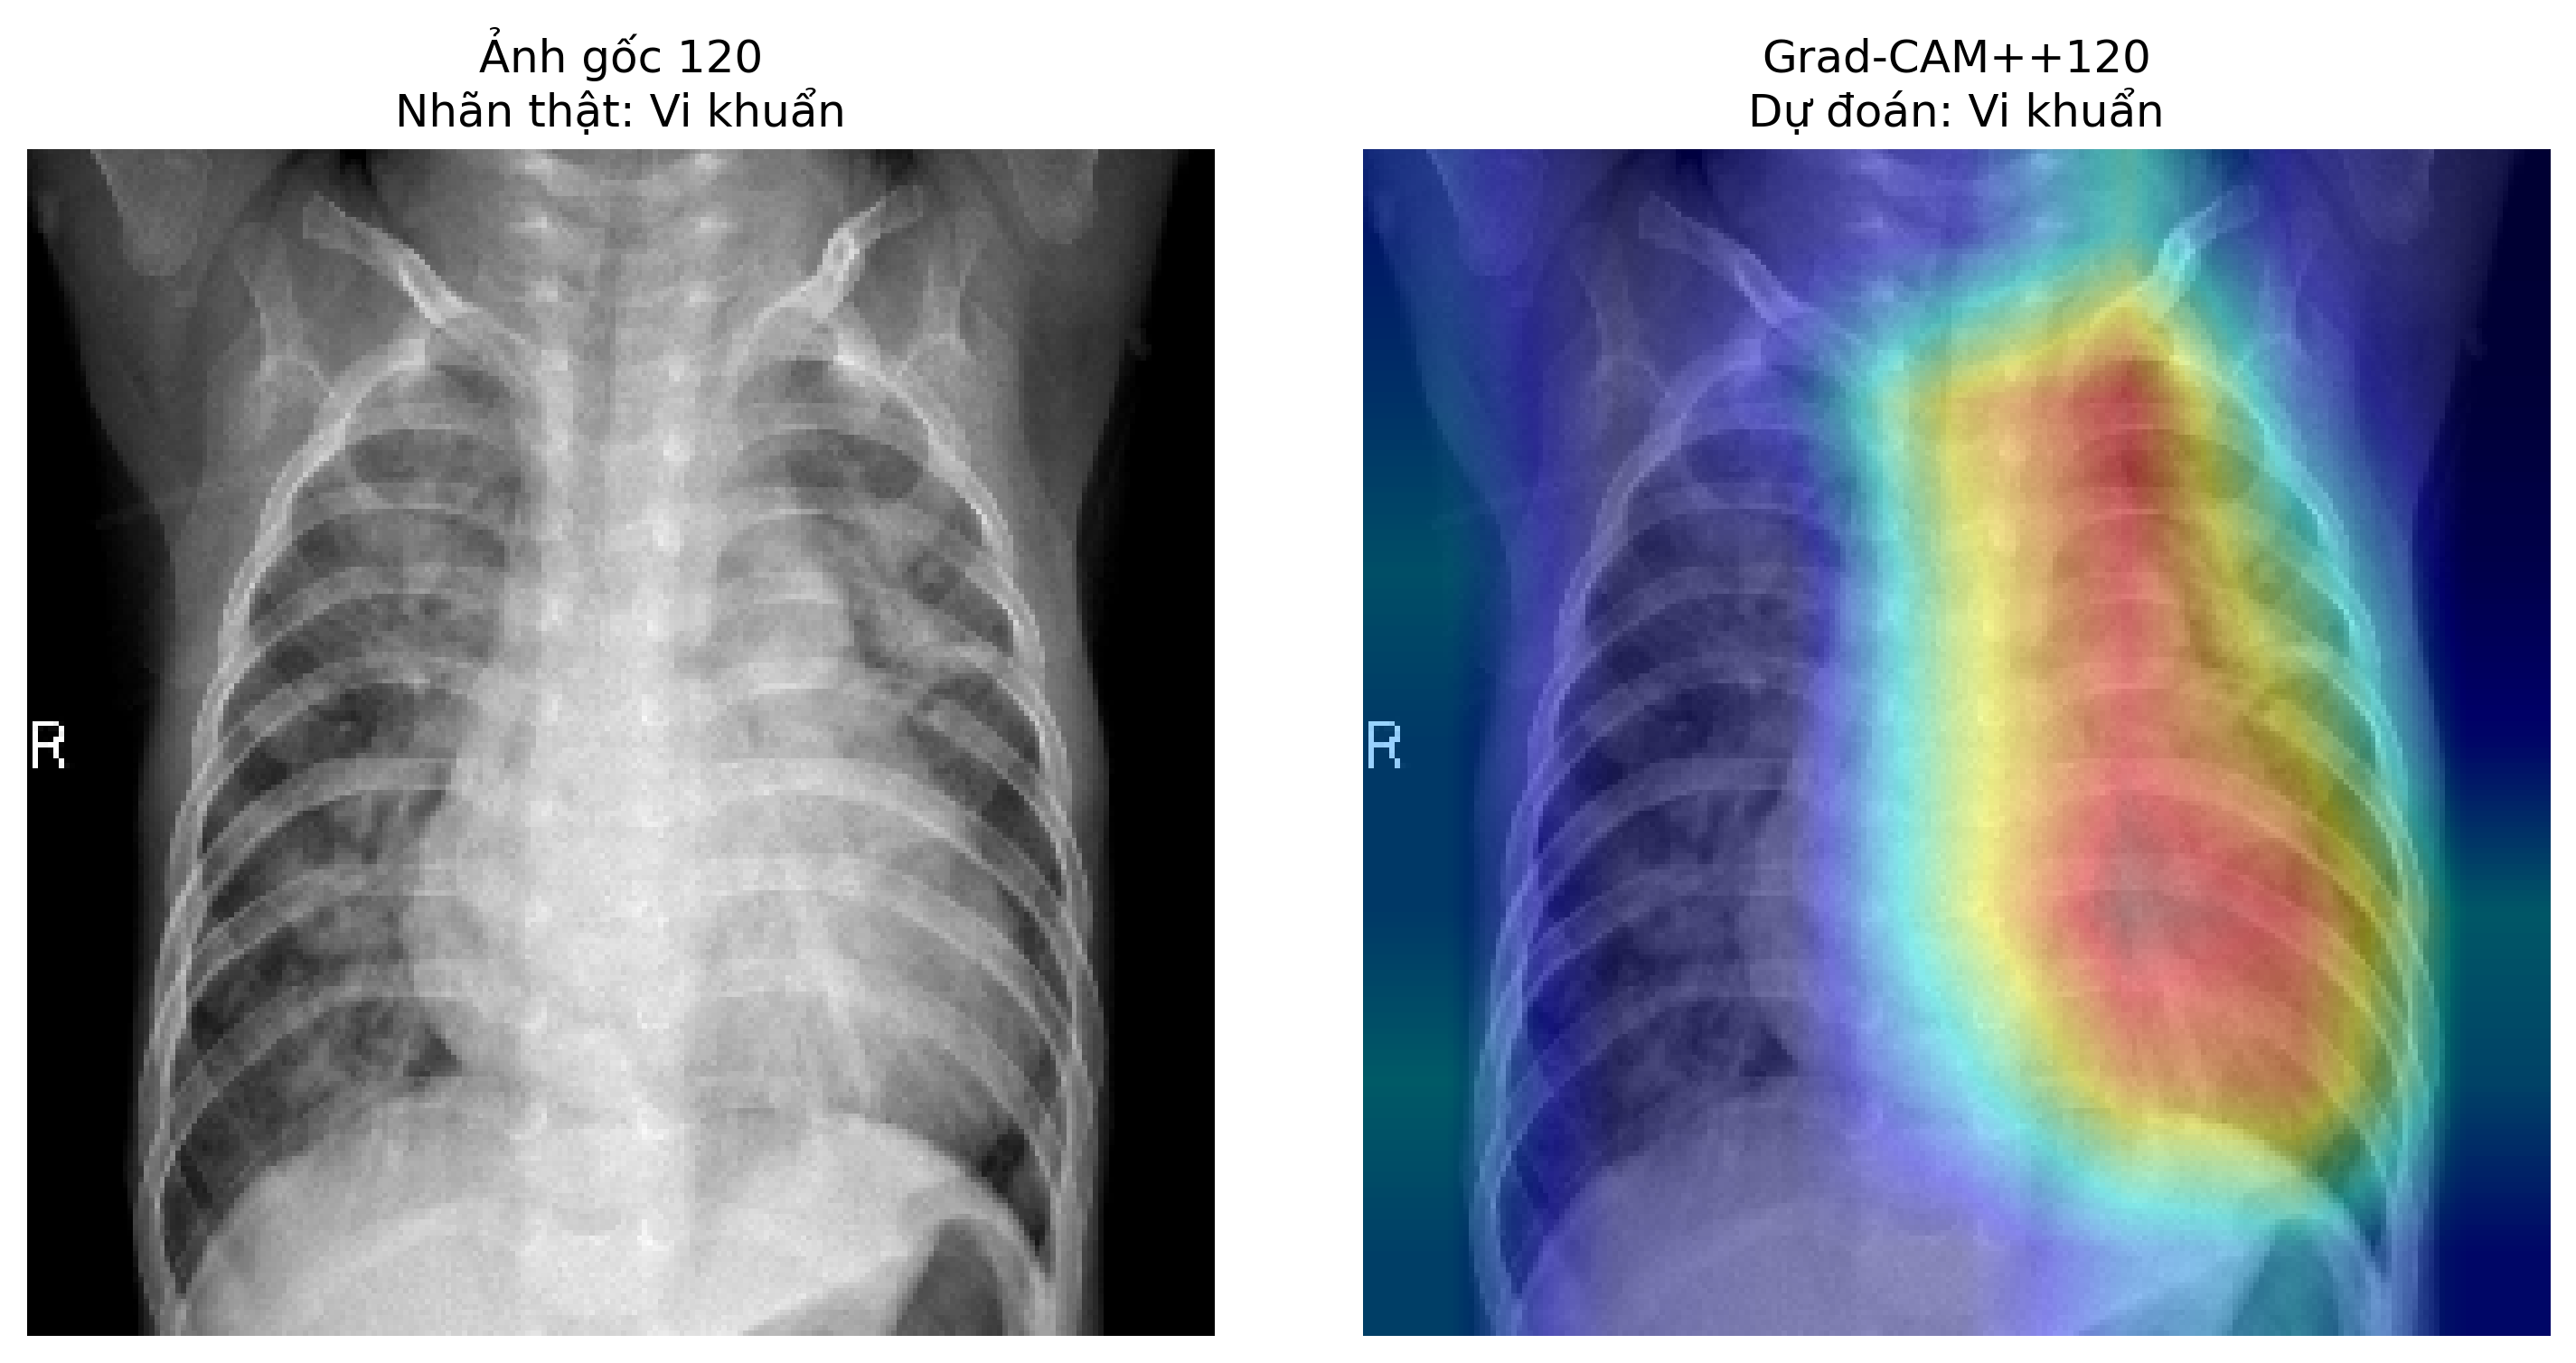 Ảnh gốc 120
Nhãn thật: Vi khuẩn
Grad-CAM++120
Dự đoán: Vi khuẩn
R
R